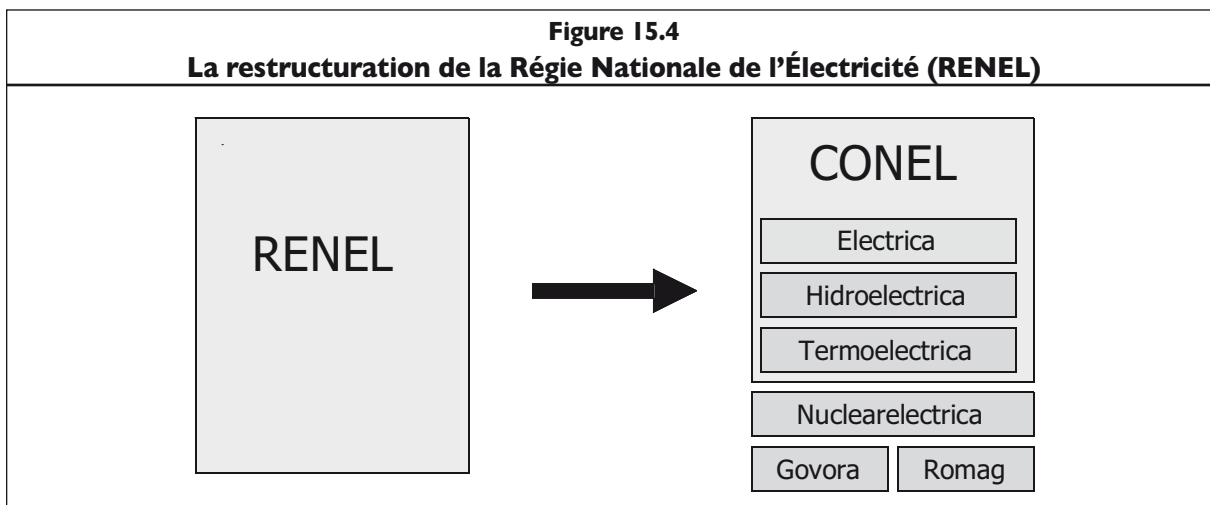 Figure 15.4
La restructuration de la Régie Nationale de l'Électricité (RENEL)
RENEL
CONEL
Electrica
Hidroelectrica
Termoelectrica
Nuclearelectrica
Govora Romag